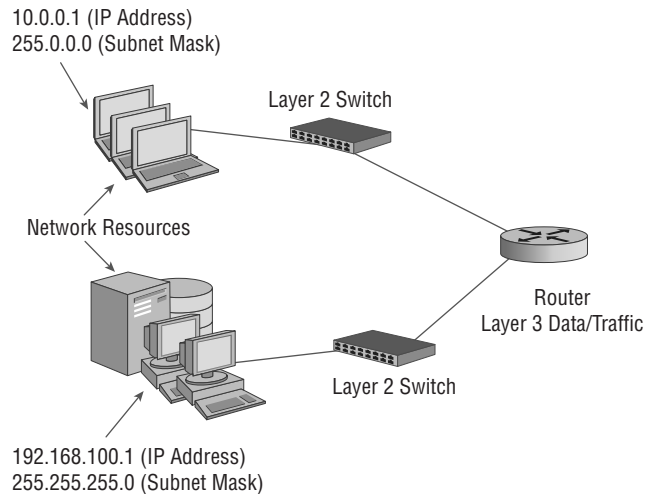 10.0.0.1 (IP Address)
255.0.0.0 (Subnet Mask)
Layer 2 Switch
Network Resources
Router
Layer 3 Data/Traffic
Layer 2 Switch
192.168.100.1 (IP Address)
255.255.255.0 (Subnet Mask)